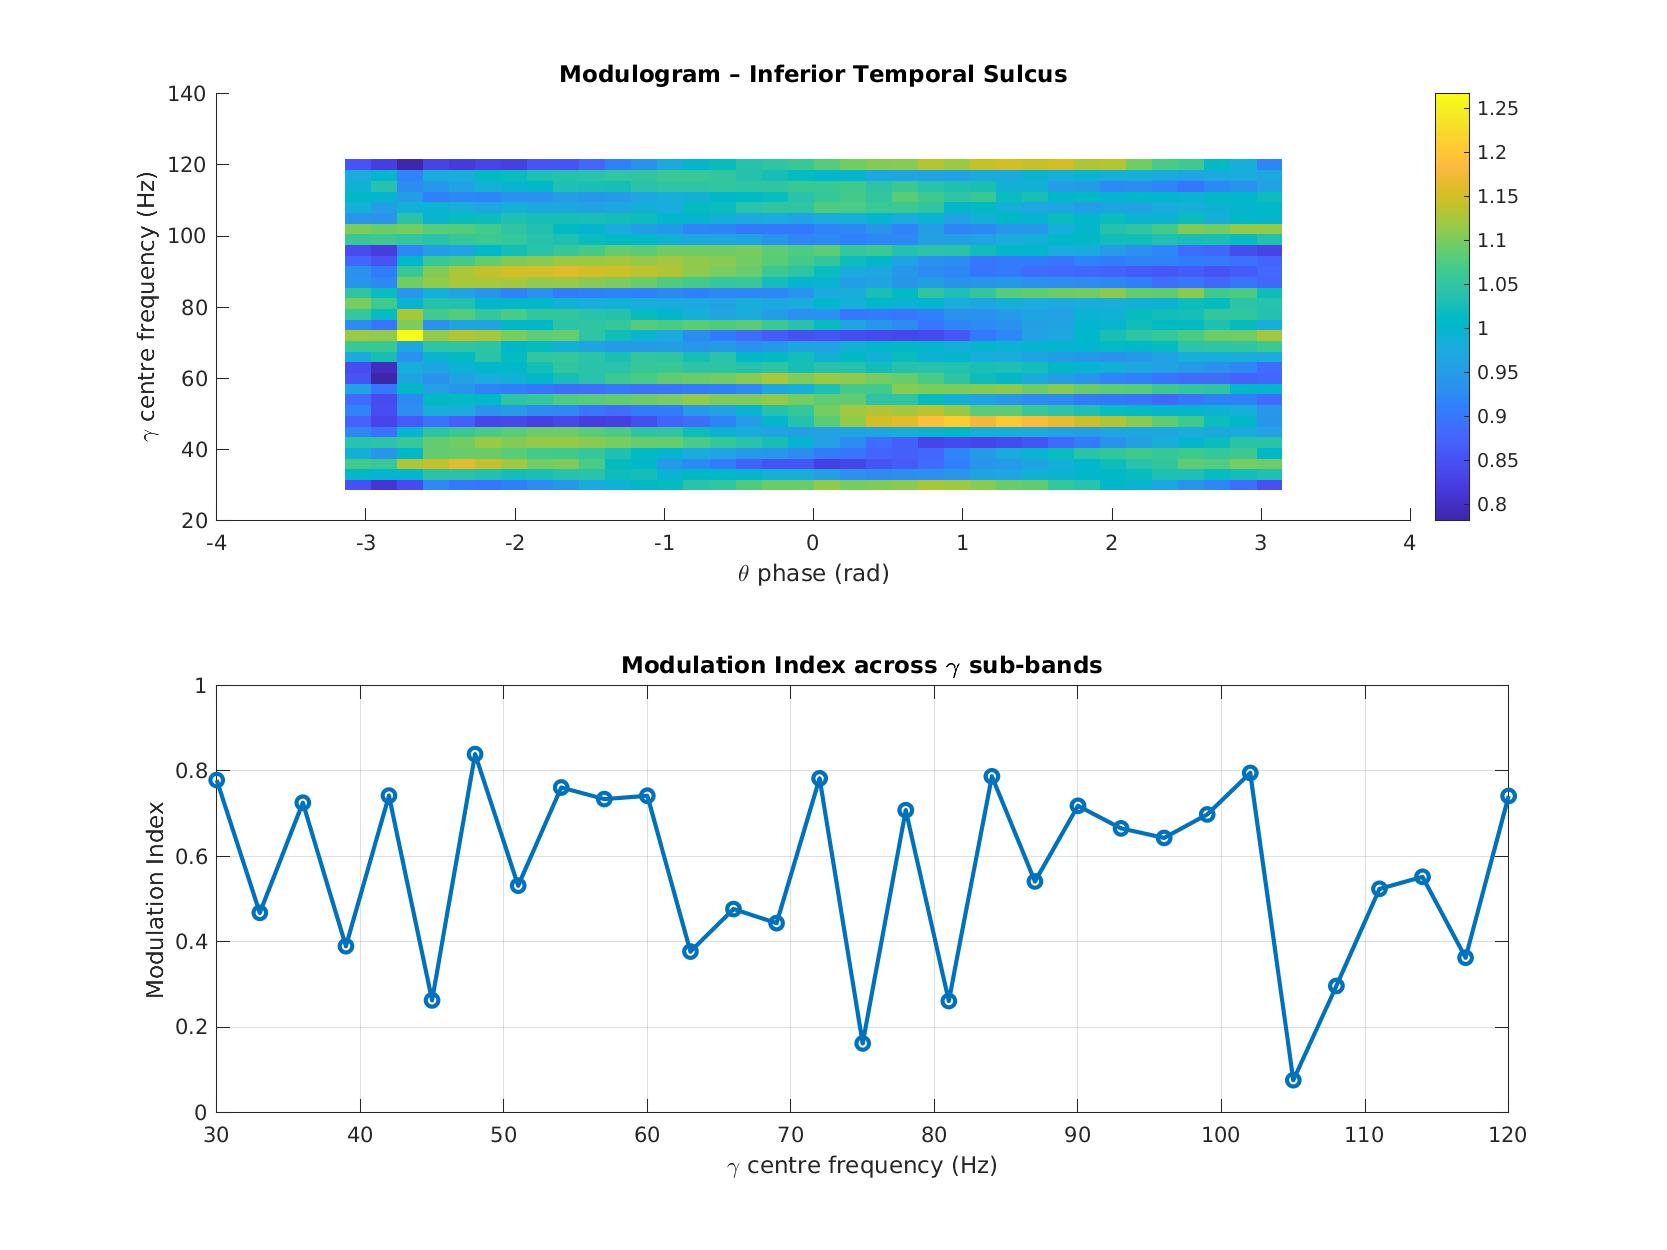 Modulogram – Inferior Temporal Sulcus
140
120
100
80
60
40
20
γ centre frequency (Hz)
-4 -3 -2 -1 0 1 2 3 4
θ phase (rad)
1.25
1.2
1.15
1.1
1.05
1
0.95
0.9
0.85
0.8
Modulation Index across γ sub-bands
1
0.8
0.6
0.4
0.2
0
Modulation Index
30 40 50 60 70 80 90 100 110 120
γ centre frequency (Hz)